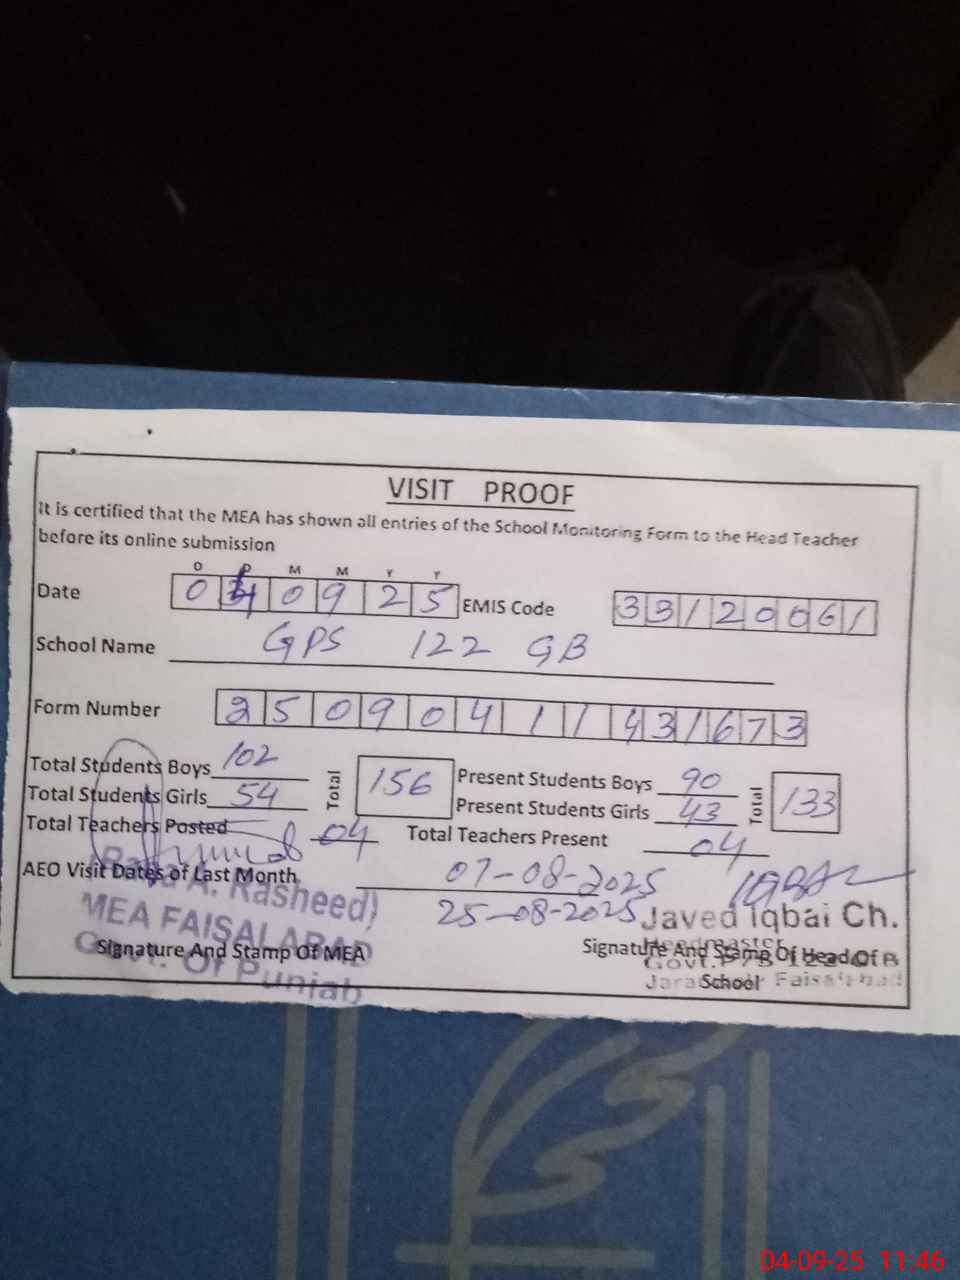 VISIT PROOF
It is certified that the MEA has shown all entries of the School Monitoring Form to the Head Teacher
before its online submission
D D M M Y Y
Date 0 4 0 9 2 5 EMIS Code 3 3 1 2 0 0 6 1
School Name GPS 122 GB
Form Number 2 5 0 9 0 4 1 1 4 3 1 6 7 3
Total Students Boys 102 Total 156 Present Students Boys 90 Total 133
Total Students Girls 54 Present Students Girls 43
Total Teachers Posted 04 Total Teachers Present 04
AEO Visit Dates of Last Month 07-08-2025
25-08-2025
A. Rasheed)
MEA FAISALABAD
Govt. Of Punjab
Signature And Stamp Of MEA
IQBAL
Javed Iqbal Ch.
Headmaster
Signature And Stamp Of Head Of
School
Faisalabad
04-09-25 11:46